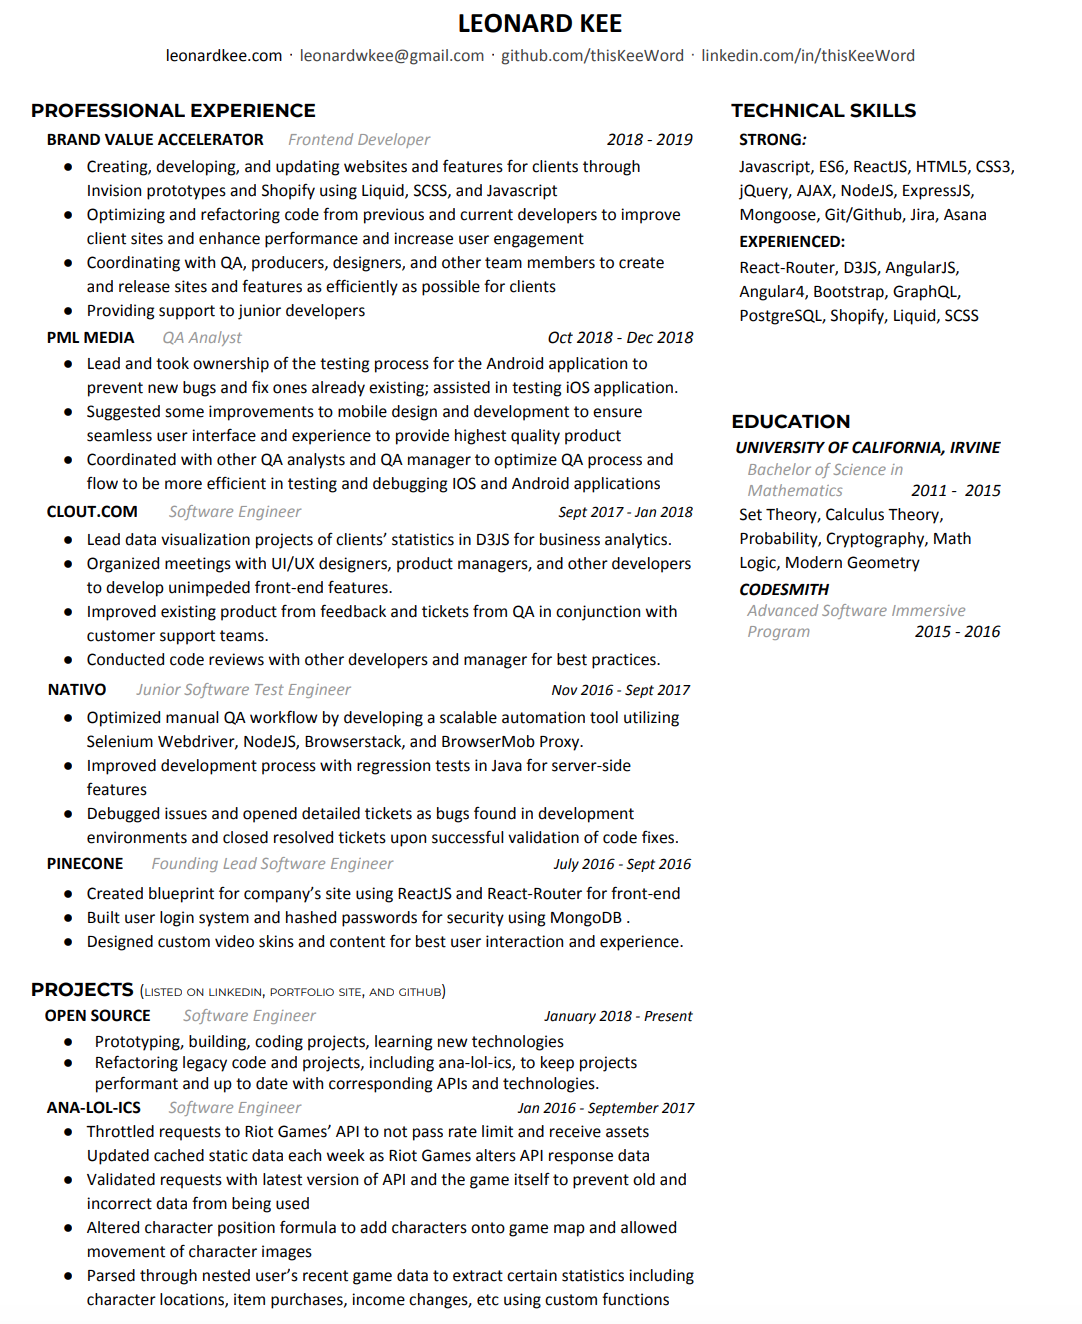 LEONARD KEE
leonardkee.com · leonardwkee@gmail.com · github.com/thisKeeWord · linkedin.com/in/thisKeeWord
PROFESSIONAL EXPERIENCE
BRAND VALUE ACCELERATOR Frontend Developer 2018 - 2019
● Creating, developing, and updating websites and features for clients through
Invision prototypes and Shopify using Liquid, SCSS, and Javascript
● Optimizing and refactoring code from previous and current developers to improve
client sites and enhance performance and increase user engagement
● Coordinating with QA, producers, designers, and other team members to create
and release sites and features as efficiently as possible for clients
● Providing support to junior developers
PML MEDIA QA Analyst Oct 2018 - Dec 2018
● Lead and took ownership of the testing process for the Android application to
prevent new bugs and fix ones already existing; assisted in testing iOS application.
● Suggested some improvements to mobile design and development to ensure
seamless user interface and experience to provide highest quality product
● Coordinated with other QA analysts and QA manager to optimize QA process and
flow to be more efficient in testing and debugging IOS and Android applications
CLOUT.COM Software Engineer Sept 2017 - Jan 2018
● Lead data visualization projects of clients’ statistics in D3JS for business analytics.
● Organized meetings with UI/UX designers, product managers, and other developers
to develop unimpeded front-end features.
● Improved existing product from feedback and tickets from QA in conjunction with
customer support teams.
● Conducted code reviews with other developers and manager for best practices.
NATIVO Junior Software Test Engineer Nov 2016 - Sept 2017
● Optimized manual QA workflow by developing a scalable automation tool utilizing
Selenium Webdriver, NodeJS, Browserstack, and BrowserMob Proxy.
● Improved development process with regression tests in Java for server-side
features
● Debugged issues and opened detailed tickets as bugs found in development
environments and closed resolved tickets upon successful validation of code fixes.
PINECONE Founding Lead Software Engineer July 2016 - Sept 2016
● Created blueprint for company’s site using ReactJS and React-Router for front-end
● Built user login system and hashed passwords for security using MongoDB .
● Designed custom video skins and content for best user interaction and experience.
PROJECTS (LISTED ON LINKEDIN, PORTFOLIO SITE, AND GITHUB)
OPEN SOURCE Software Engineer January 2018 - Present
● Prototyping, building, coding projects, learning new technologies
● Refactoring legacy code and projects, including ana-lol-ics, to keep projects
performant and up to date with corresponding APIs and technologies.
ANA-LOL-ICS Software Engineer Jan 2016 - September 2017
● Throttled requests to Riot Games’ API to not pass rate limit and receive assets
Updated cached static data each week as Riot Games alters API response data
● Validated requests with latest version of API and the game itself to prevent old and
incorrect data from being used
● Altered character position formula to add characters onto game map and allowed
movement of character images
● Parsed through nested user’s recent game data to extract certain statistics including
character locations, item purchases, income changes, etc using custom functions
TECHNICAL SKILLS
STRONG:
Javascript, ES6, ReactJS, HTML5, CSS3,
jQuery, AJAX, NodeJS, ExpressJS,
Mongoose, Git/Github, Jira, Asana
EXPERIENCED:
React-Router, D3JS, AngularJS,
Angular4, Bootstrap, GraphQL,
PostgreSQL, Shopify, Liquid, SCSS
EDUCATION
UNIVERSITY OF CALIFORNIA, IRVINE
Bachelor of Science in
Mathematics 2011 - 2015
Set Theory, Calculus Theory,
Probability, Cryptography, Math
Logic, Modern Geometry
CODESMITH
Advanced Software Immersive
Program 2015 - 2016